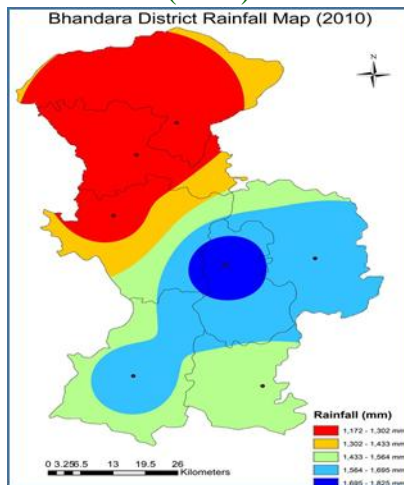 Bhandara District Rainfall Map (2010)
N
Rainfall (mm)
1,172 - 1,302 mm
1,302 - 1,433 mm
1,433 - 1,564 mm
1,564 - 1,695 mm
1,695 - 1,825 mm
0 3.25 6.5 13 19.5 26
Kilometers